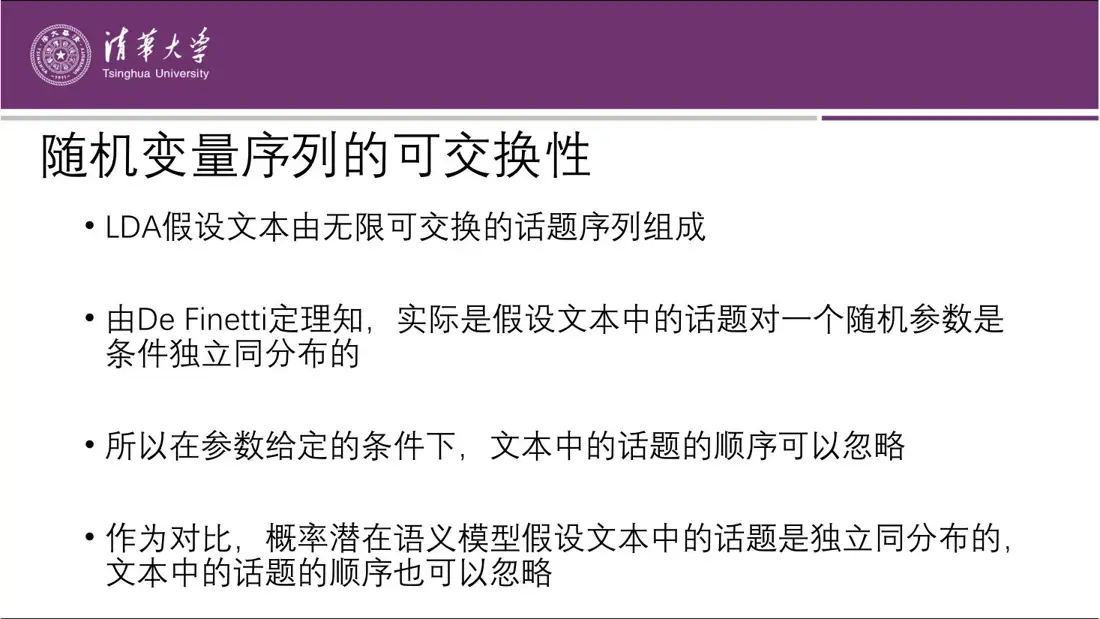 清华大学
Tsinghua University
随机变量序列的可交换性
• LDA假设文本由无限可交换的话题序列组成
• 由De Finetti定理知，实际是假设文本中的话题对一个随机参数是
条件独立同分布的
• 所以在参数给定的条件下，文本中的话题的顺序可以忽略
• 作为对比，概率潜在语义模型假设文本中的话题是独立同分布的，
文本中的话题的顺序也可以忽略